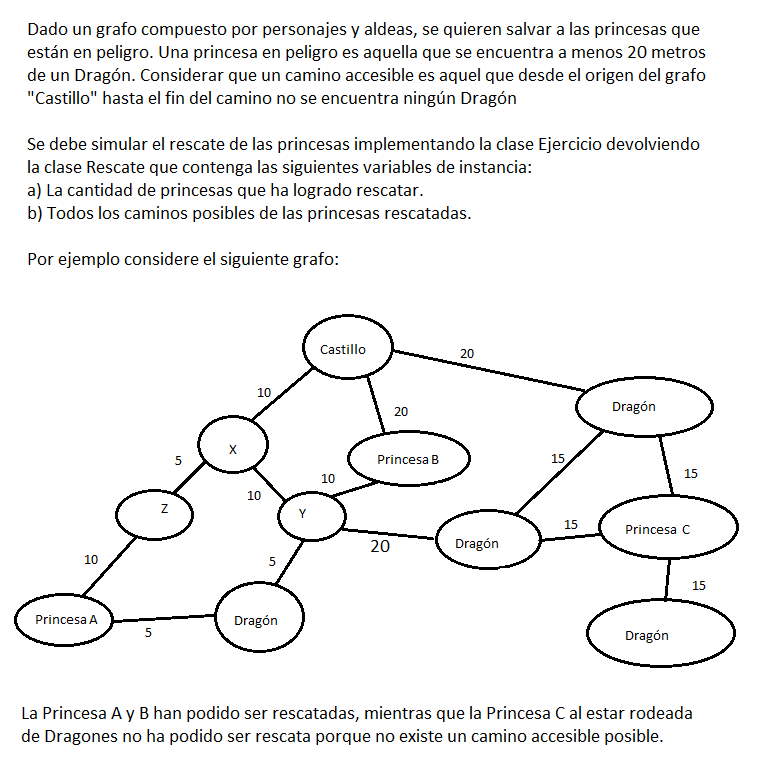 Dado un grafo compuesto por personajes y aldeas, se quieren salvar a las princesas que
están en peligro. Una princesa en peligro es aquella que se encuentra a menos 20 metros
de un Dragón. Considerar que un camino accesible es aquel que desde el origen del grafo
"Castillo" hasta el fin del camino no se encuentra ningún Dragón
Se debe simular el rescate de las princesas implementando la clase Ejercicio devolviendo
la clase Rescate que contenga las siguientes variables de instancia:
a) La cantidad de princesas que ha logrado rescatar.
b) Todos los caminos posibles de las princesas rescatadas.
Por ejemplo considere el siguiente grafo:
Castillo
20
10
20
Dragón
X
Princesa B
5
15
15
10
10
Z
Y
20
15
Dragón
Princesa C
10
5
15
Princesa A
5
Dragón
Dragón
La Princesa A y B han podido ser rescatadas, mientras que la Princesa C al estar rodeada
de Dragones no ha podido ser rescata porque no existe un camino accesible posible.